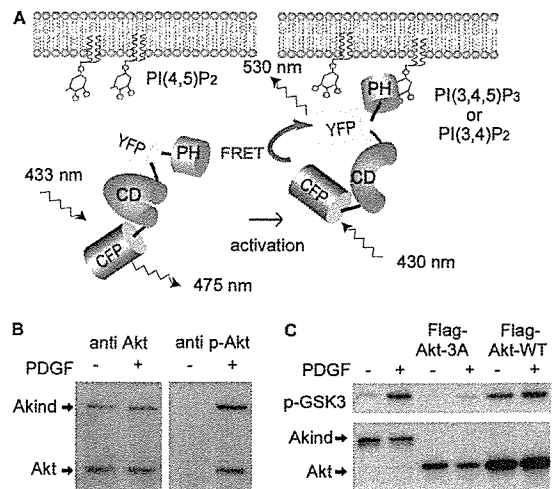 A
PI(4,5)P2
530 nm
PH
PI(3,4,5)P3
or
PI(3,4)P2
YFP
FRET
YFP
PH
433 nm
CD
CFP
CD
CFP
activation
430 nm
475 nm
B
anti Akt anti p-Akt
PDGF - + - +
Akind
Akt
C
Flag-Akt-3A
Flag-Akt-WT
PDGF - + - + - +
p-GSK3
Akind
Akt